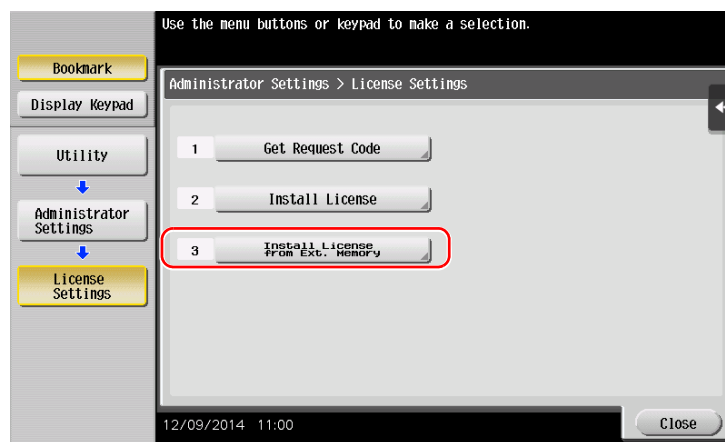 Use the menu buttons or keypad to make a selection.
Bookmark
Display Keypad
Utility
Administrator
Settings
License
Settings
Administrator Settings > License Settings
1 Get Request Code
2 Install License
3 Install License
from Ext. Memory
12/09/2014 11:00
Close